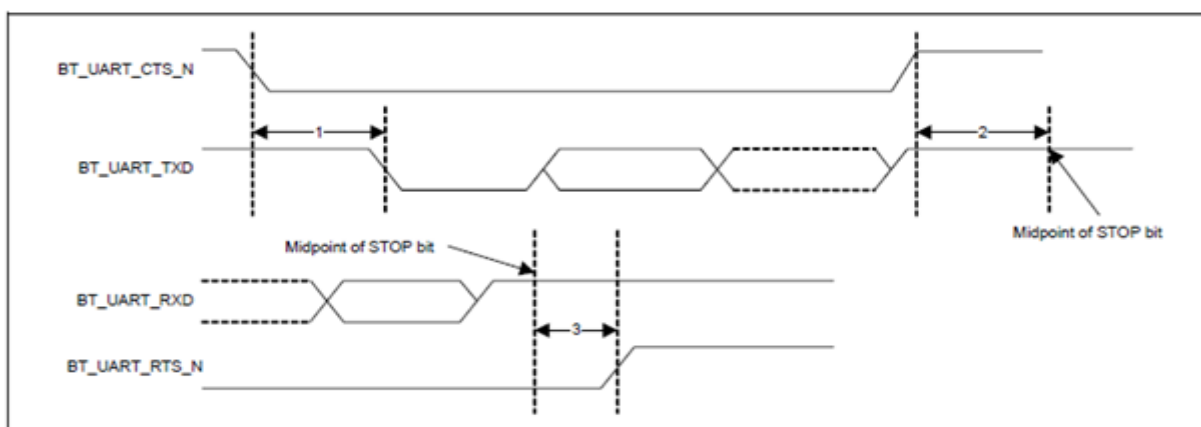 BT_UART_CTS_N
1
2
BT_UART_TXD
Midpoint of STOP bit
Midpoint of STOP bit
BT_UART_RXD
3
BT_UART_RTS_N